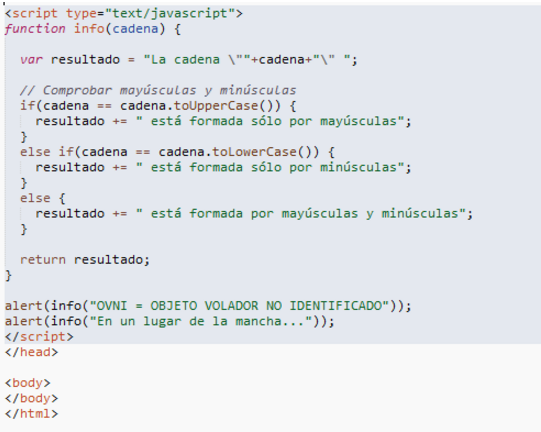 <script type="text/javascript">
function info(cadena) {
var resultado = "La cadena \""+cadena+"\" ";
// Comprobar mayúsculas y minúsculas
if(cadena == cadena.toUpperCase()) {
resultado += " está formada sólo por mayúsculas";
}
else if(cadena == cadena.toLowerCase()) {
resultado += " está formada sólo por minúsculas";
}
else {
resultado += " está formada por mayúsculas y minúsculas";
}
return resultado;
}
alert(info("OVNI = OBJETO VOLADOR NO IDENTIFICADO"));
alert(info("En un lugar de la mancha..."));
</script>
</head>
<body>
</body>
</html>